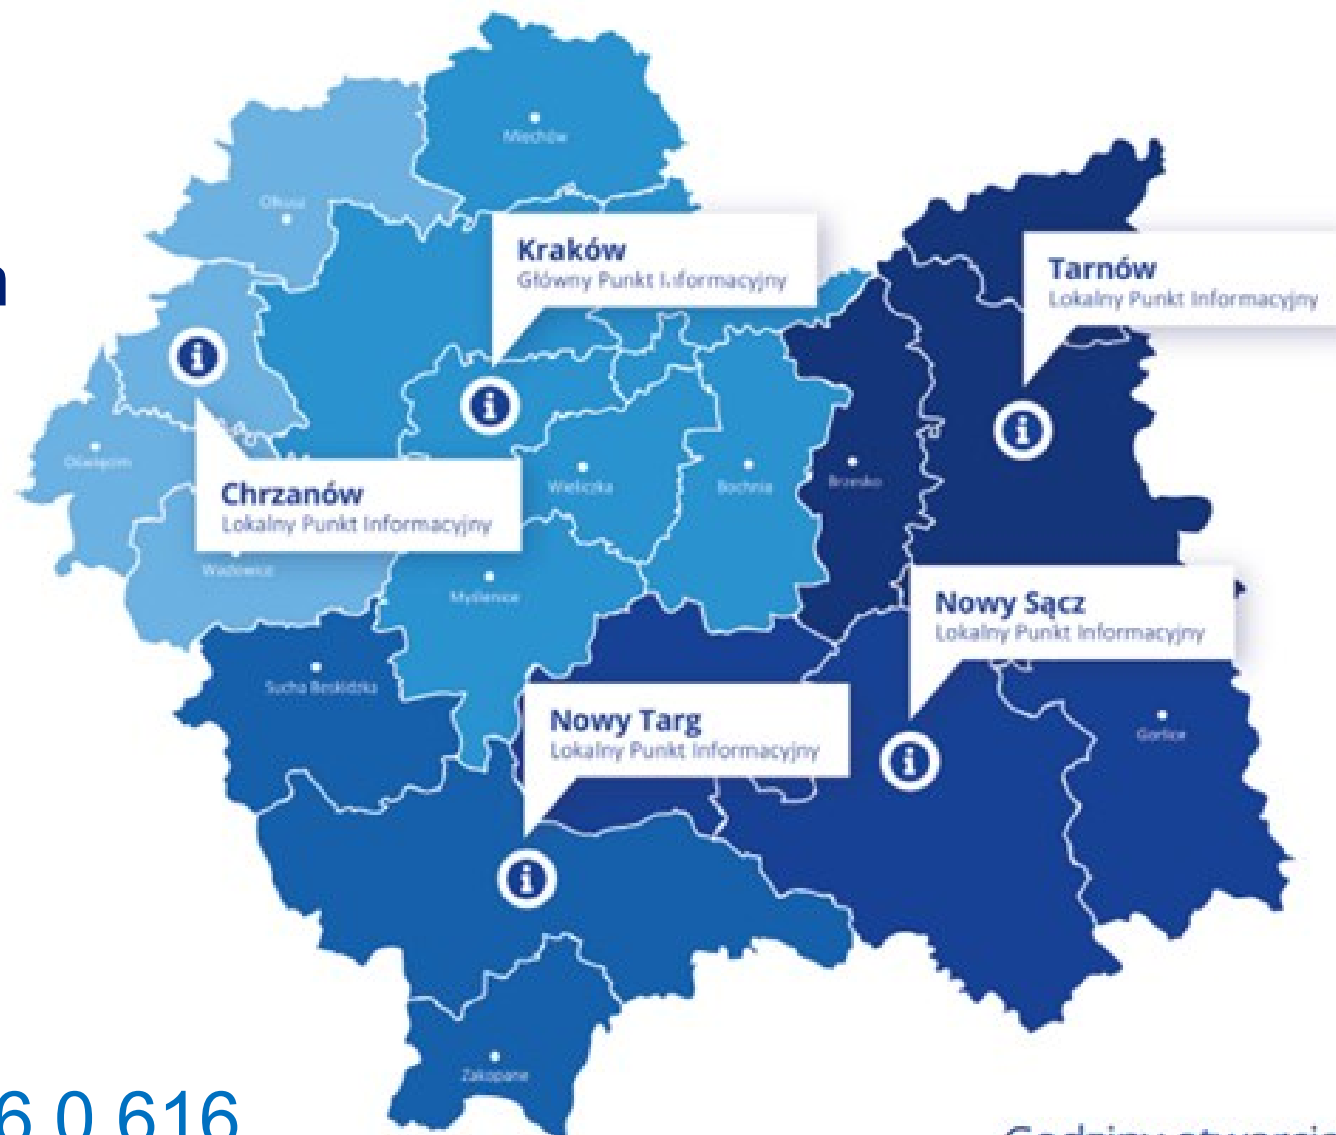 Miechów
Olkusz
Kraków
Główny Punkt Informacyjny
Tarnów
Lokalny Punkt Informacyjny
Oświęcim
Chrzanów
Lokalny Punkt Informacyjny
Wieliczka
Bochnia
Brzesko
Wadowice
Myślenice
Nowy Sącz
Lokalny Punkt Informacyjny
Sucha Beskidzka
Nowy Targ
Lokalny Punkt Informacyjny
Gorlice
Zakopane
6 0 616